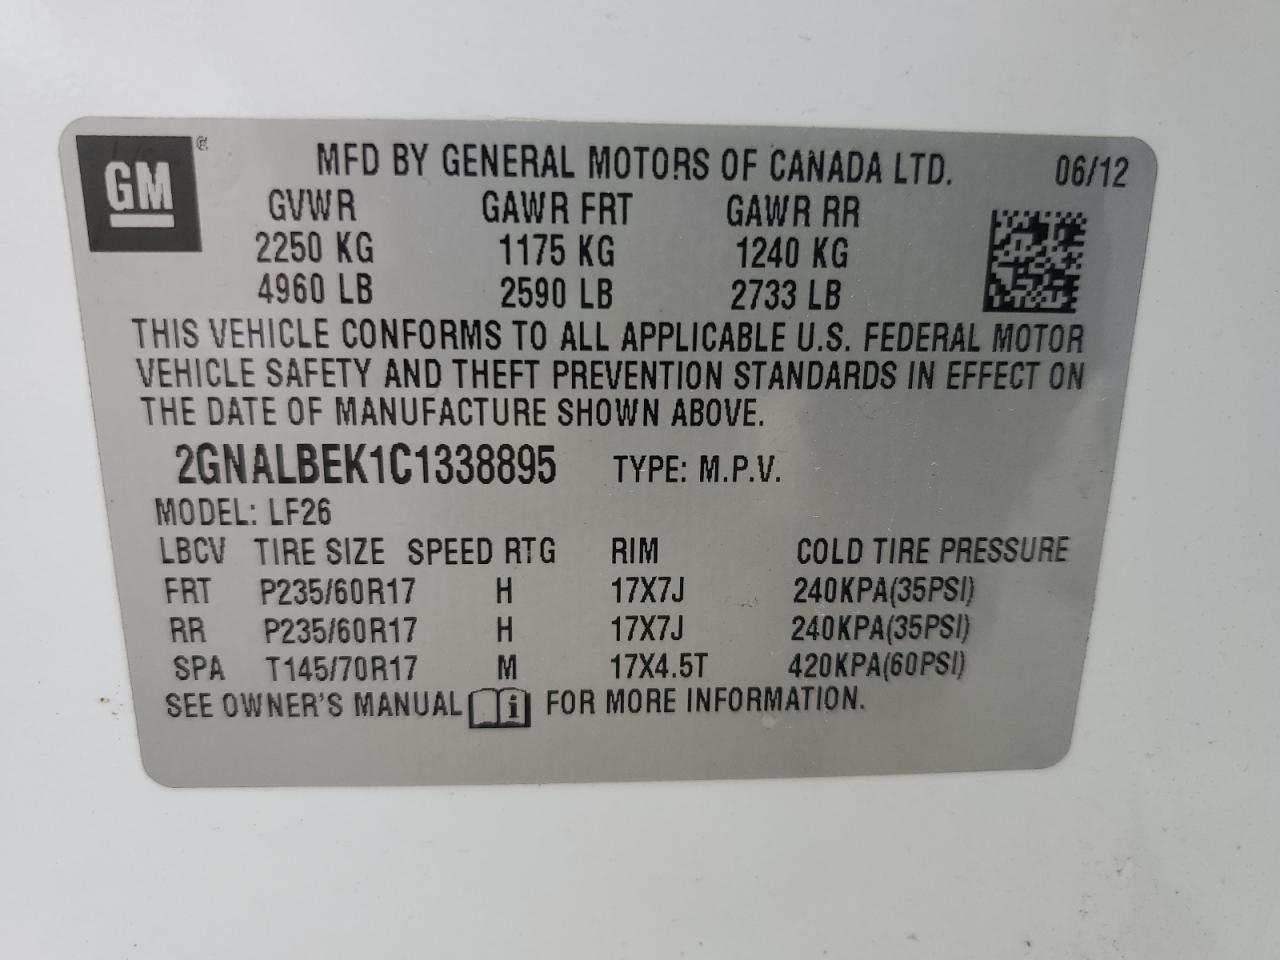 GM ®
MFD BY GENERAL MOTORS OF CANADA LTD. 06/12
GVWR GAWR FRT GAWR RR
2250 KG 1175 KG 1240 KG
4960 LB 2590 LB 2733 LB
THIS VEHICLE CONFORMS TO ALL APPLICABLE U.S. FEDERAL MOTOR
VEHICLE SAFETY AND THEFT PREVENTION STANDARDS IN EFFECT ON
THE DATE OF MANUFACTURE SHOWN ABOVE.
2GNALBEK1C1338895 TYPE: M.P.V.
MODEL: LF26
LBCV TIRE SIZE SPEED RTG RIM COLD TIRE PRESSURE
FRT P235/60R17 H 17X7J 240KPA(35PSI)
RR P235/60R17 H 17X7J 240KPA(35PSI)
SPA T145/70R17 M 17X4.5T 420KPA(60PSI)
SEE OWNER'S MANUAL i FOR MORE INFORMATION.